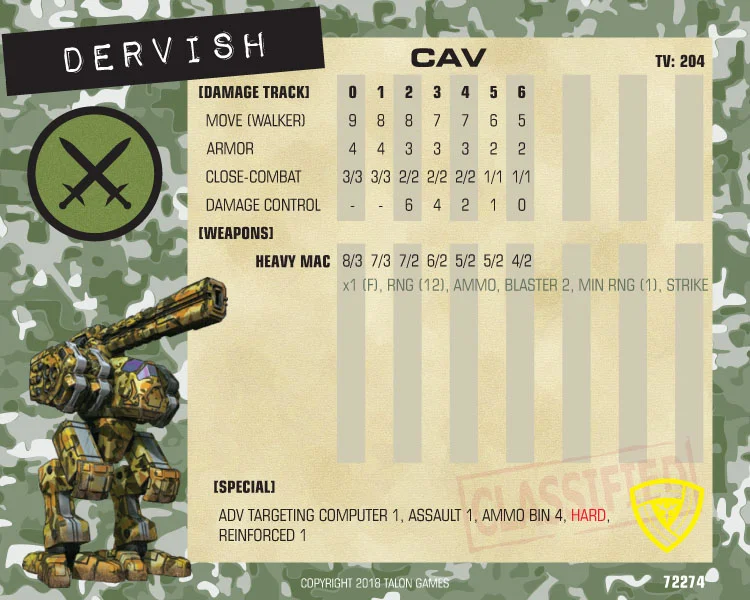 DERVISH
CAV
TV: 204
[DAMAGE TRACK] 0 1 2 3 4 5 6
MOVE (WALKER) 9 8 8 7 7 6 5
ARMOR 4 4 3 3 3 2 2
CLOSE-COMBAT 3/3 3/3 2/2 2/2 2/2 1/1 1/1
DAMAGE CONTROL - - 6 4 2 1 0
[WEAPONS]
HEAVY MAC 8/3 7/3 7/2 6/2 5/2 5/2 4/2
x1 (F), RNG (12), AMMO, BLASTER 2, MIN RNG (1), STRIKE
CLASSIFIED
[SPECIAL]
ADV TARGETING COMPUTER 1, ASSAULT 1, AMMO BIN 4, HARD,
REINFORCED 1
COPYRIGHT 2018 TALON GAMES
72274